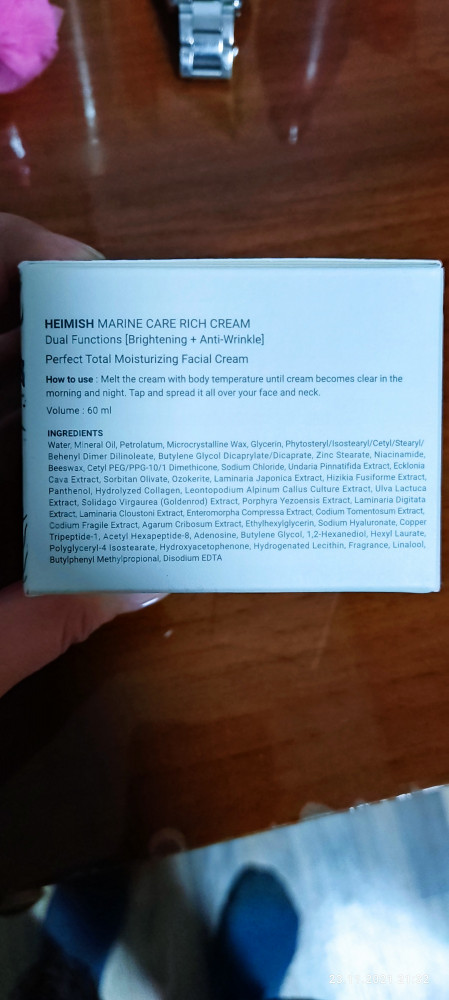 HEIMISH MARINE CARE RICH CREAM
Dual Functions [Brightening + Anti-Wrinkle]
Perfect Total Moisturizing Facial Cream
How to use : Melt the cream with body temperature until cream becomes clear in the
morning and night. Tap and spread it all over your face and neck.
Volume : 60 ml
INGREDIENTS
Water, Mineral Oil, Petrolatum, Microcrystalline Wax, Glycerin, Phytosteryl/Isostearyl/Cetyl/Stearyl/
Behenyl Dimer Dilinoleate, Butylene Glycol Dicaprylate/Dicaprate, Zinc Stearate, Niacinamide,
Beeswax, Cetyl PEG/PPG-10/1 Dimethicone, Sodium Chloride, Undaria Pinnatifida Extract, Ecklonia
Cava Extract, Sorbitan Olivate, Ozokerite, Laminaria Japonica Extract, Hizikia Fusiforme Extract,
Panthenol, Hydrolyzed Collagen, Leontopodium Alpinum Callus Culture Extract, Ulva Lactuca
Extract, Solidago Virgaurea (Goldenrod) Extract, Porphyra Yezoensis Extract, Laminaria Digitata
Extract, Laminaria Cloustoni Extract, Enteromorpha Compressa Extract, Codium Tomentosum Extract,
Codium Fragile Extract, Agarum Cribosum Extract, Ethylhexylglycerin, Sodium Hyaluronate, Copper
Tripeptide-1, Acetyl Hexapeptide-8, Adenosine, Butylene Glycol, 1,2-Hexanediol, Hexyl Laurate,
Polyglyceryl-4 Isostearate, Hydroxyacetophenone, Hydrogenated Lecithin, Fragrance, Linalool,
Butylphenyl Methylpropional, Disodium EDTA